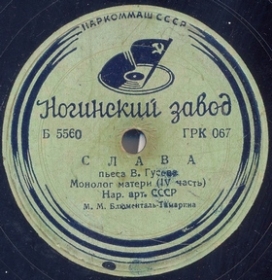 НАРКОММАШ СССР
Ногинский завод
Б 5560 ГРК 067
СЛАВА
пьеса В. Гусева
Монолог матери (IV часть)
Нар. арт. СССР
М. М. Блюменталь-Тамарина